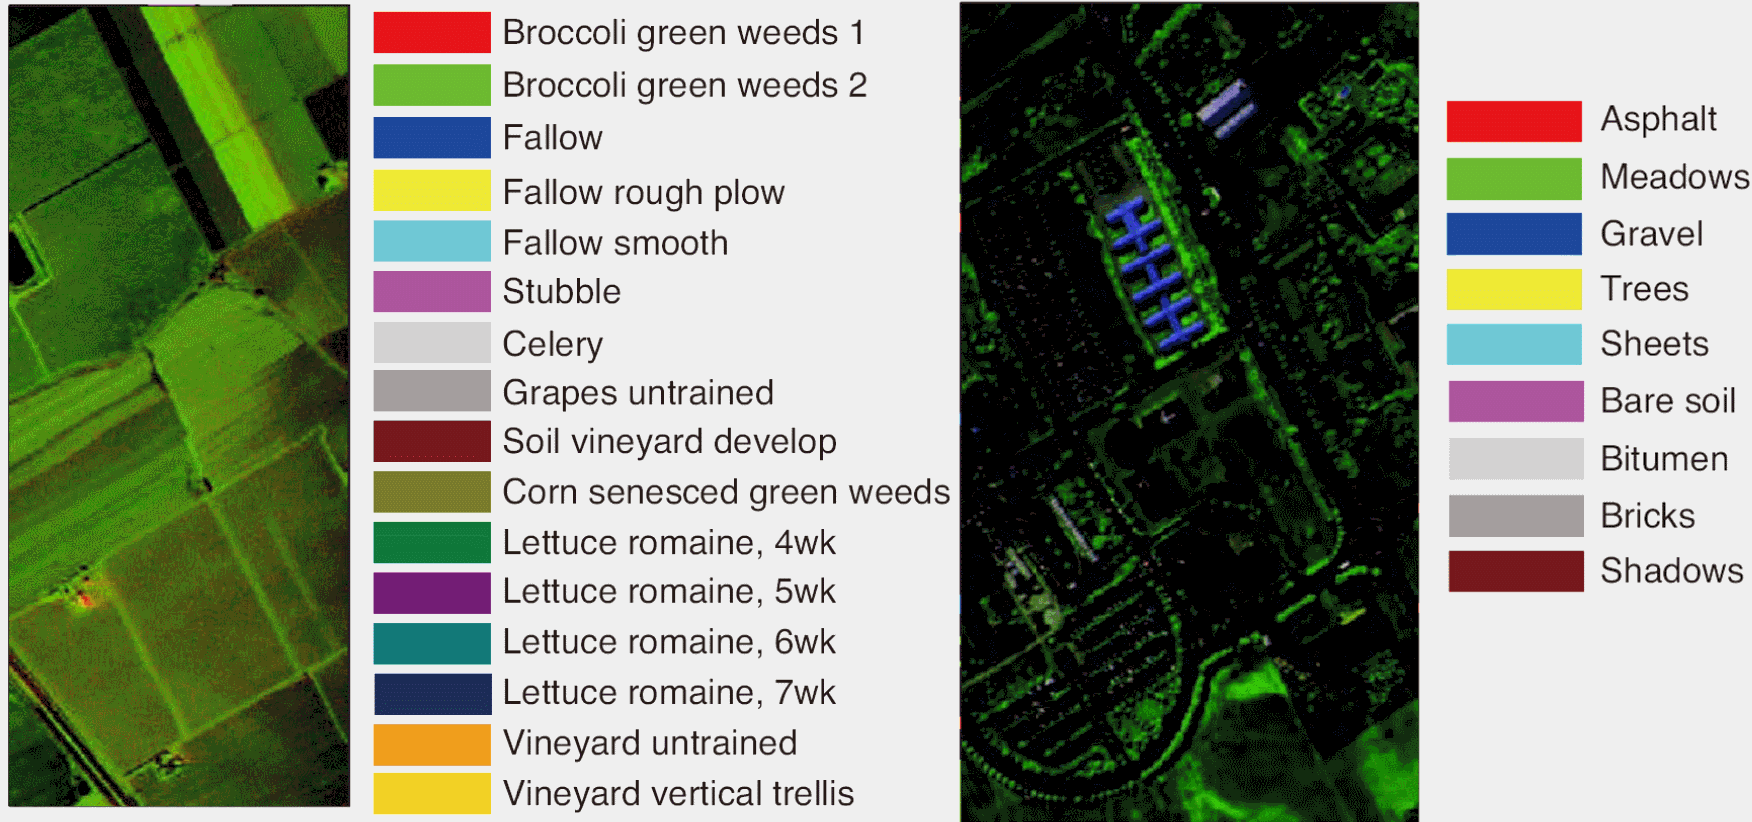 Broccoli green weeds 1
Broccoli green weeds 2
Fallow
Fallow rough plow
Fallow smooth
Stubble
Celery
Grapes untrained
Soil vineyard develop
Corn senesced green weeds
Lettuce romaine, 4wk
Lettuce romaine, 5wk
Lettuce romaine, 6wk
Lettuce romaine, 7wk
Vineyard untrained
Vineyard vertical trellis
Asphalt
Meadows
Gravel
Trees
Sheets
Bare soil
Bitumen
Bricks
Shadows